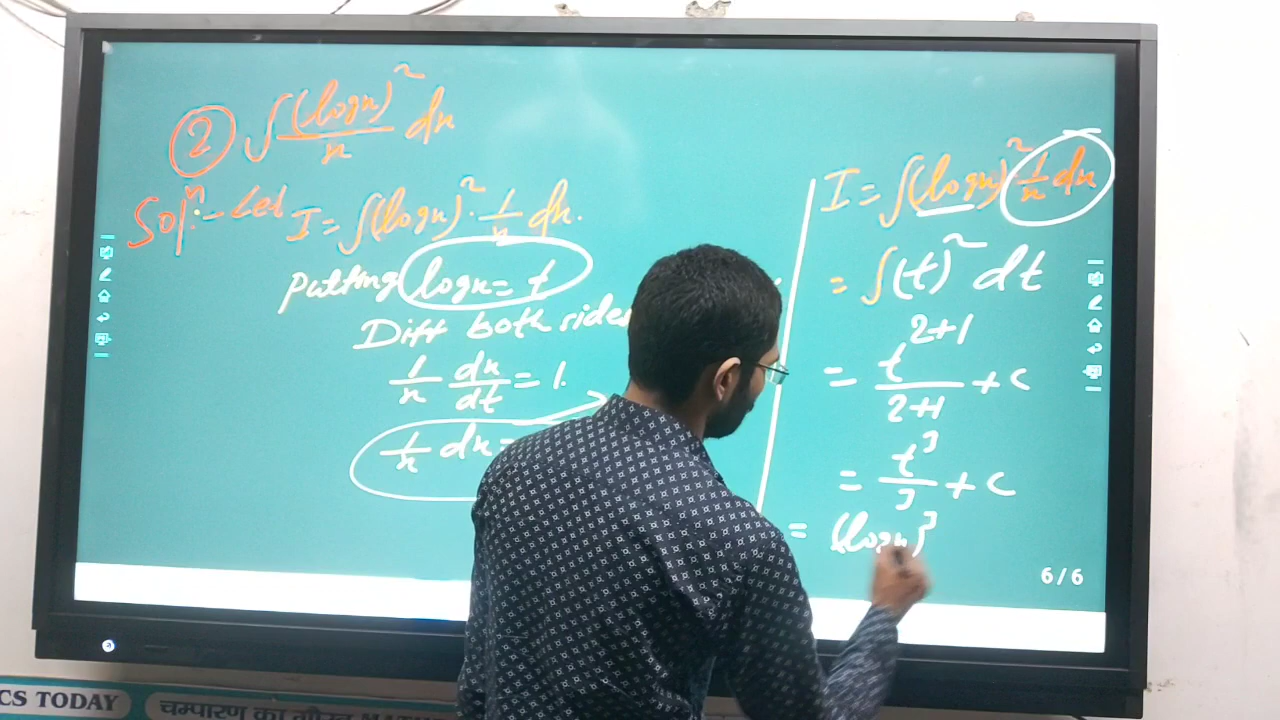 ② ∫ (logx)² / x dx
Solⁿ:- Let I = ∫(logx)² · 1/x dx.
putting logx = t
Diff both sides
1/x dx/dt = 1.
1/x dx =
I = ∫(logx)² 1/x dx
= ∫(t)² dt
= t^(2+1) / (2+1) + c
= t³/3 + c
= (logx)³
6/6
CS TODAY
चम्पारण का गौरव